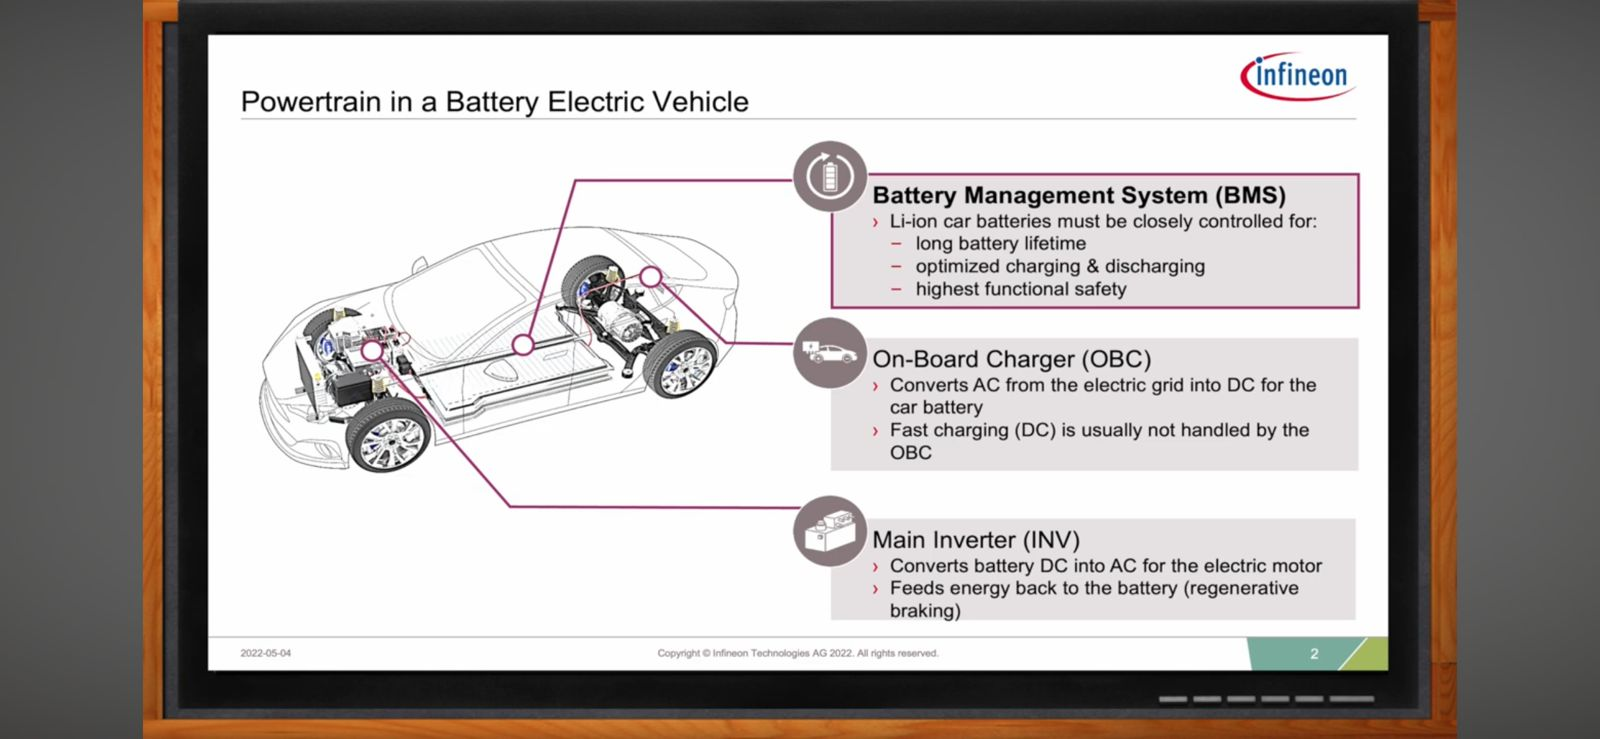 infineon
Powertrain in a Battery Electric Vehicle
Battery Management System (BMS)
› Li-ion car batteries must be closely controlled for:
– long battery lifetime
– optimized charging & discharging
– highest functional safety
On-Board Charger (OBC)
› Converts AC from the electric grid into DC for the
car battery
› Fast charging (DC) is usually not handled by the
OBC
Main Inverter (INV)
› Converts battery DC into AC for the electric motor
› Feeds energy back to the battery (regenerative
braking)
2022-05-04
Copyright © Infineon Technologies AG 2022. All rights reserved.
2